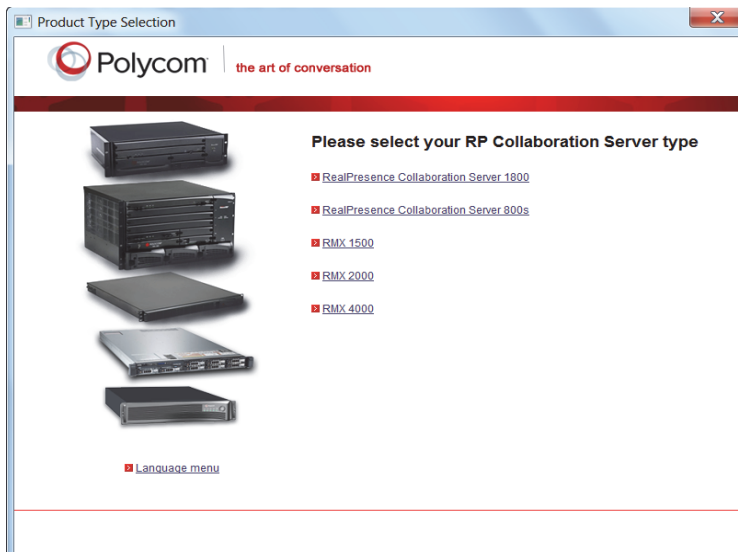 Product Type Selection
Polycom
the art of conversation
Please select your RP Collaboration Server type
RealPresence Collaboration Server 1800
RealPresence Collaboration Server 800s
RMX 1500
RMX 2000
RMX 4000
Language menu